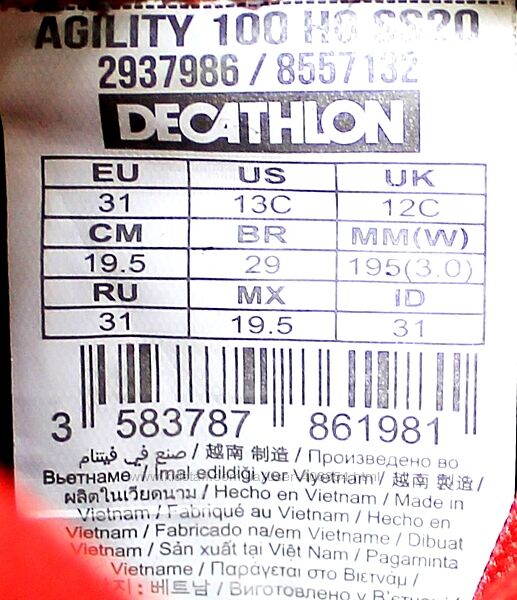 AGILITY 100 HG SS20
2937986 / 8557132
DECATHLON
EU US UK
31 13C 12C
CM BR MM(W)
19.5 29 195(3.0)
RU MX ID
31 19.5 31
3 583787 861981
صنع في فيتنام / 越南 制造 / Произведено во
Вьетнаме / Imal edildiği yer Viyetnam / 越南 製造 /
ผลิตในเวียดนาม / Hecho en Vietnam / Made in
Vietnam / Fabriqué au Vietnam / Hecho en
Vietnam / Fabricado na/em Vietname / Dibuat
Vietnam / Sản xuất tại Việt Nam / Pagaminta
Vietname / Παράγεται στο Βιετνάμ /
베트남 / Виготовлено у